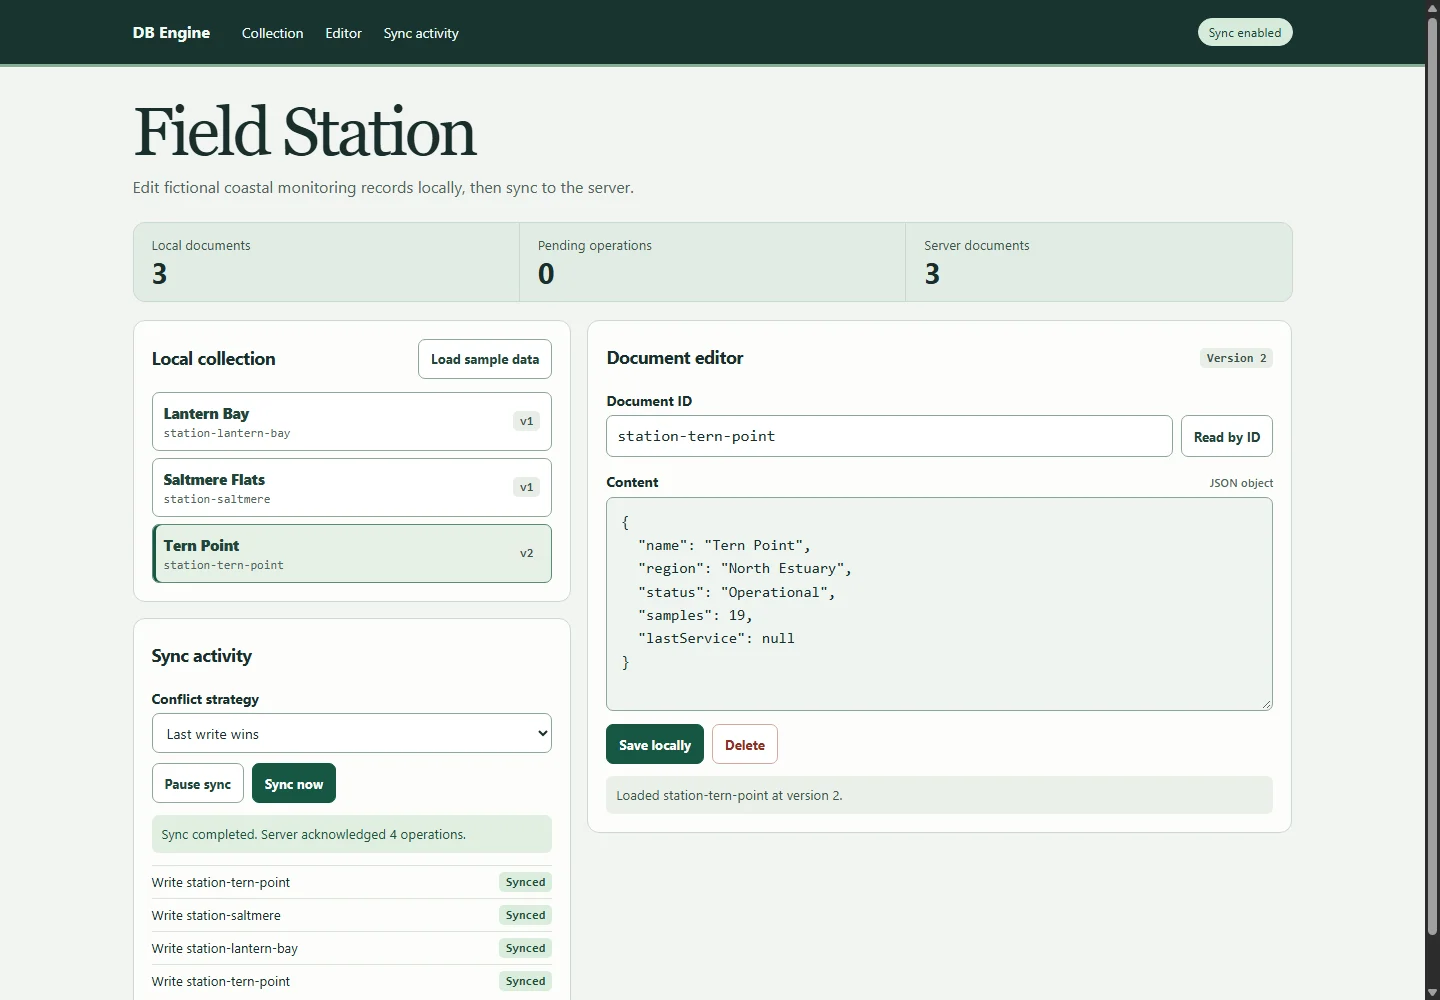 DB Engine Collection Editor Sync activity Sync enabled
Field Station
Edit fictional coastal monitoring records locally, then sync to the server.
Local documents
3
Pending operations
0
Server documents
3
Local collection
Load sample data
Lantern Bay
station-lantern-bay
v1
Saltmere Flats
station-saltmere
v1
Tern Point
station-tern-point
v2
Sync activity
Conflict strategy
Last write wins
Pause sync Sync now
Sync completed. Server acknowledged 4 operations.
Write station-tern-point Synced
Write station-saltmere Synced
Write station-lantern-bay Synced
Write station-tern-point Synced
Document editor
Version 2
Document ID
station-tern-point
Read by ID
Content
JSON object
{
"name": "Tern Point",
"region": "North Estuary",
"status": "Operational",
"samples": 19,
"lastService": null
}
Save locally Delete
Loaded station-tern-point at version 2.